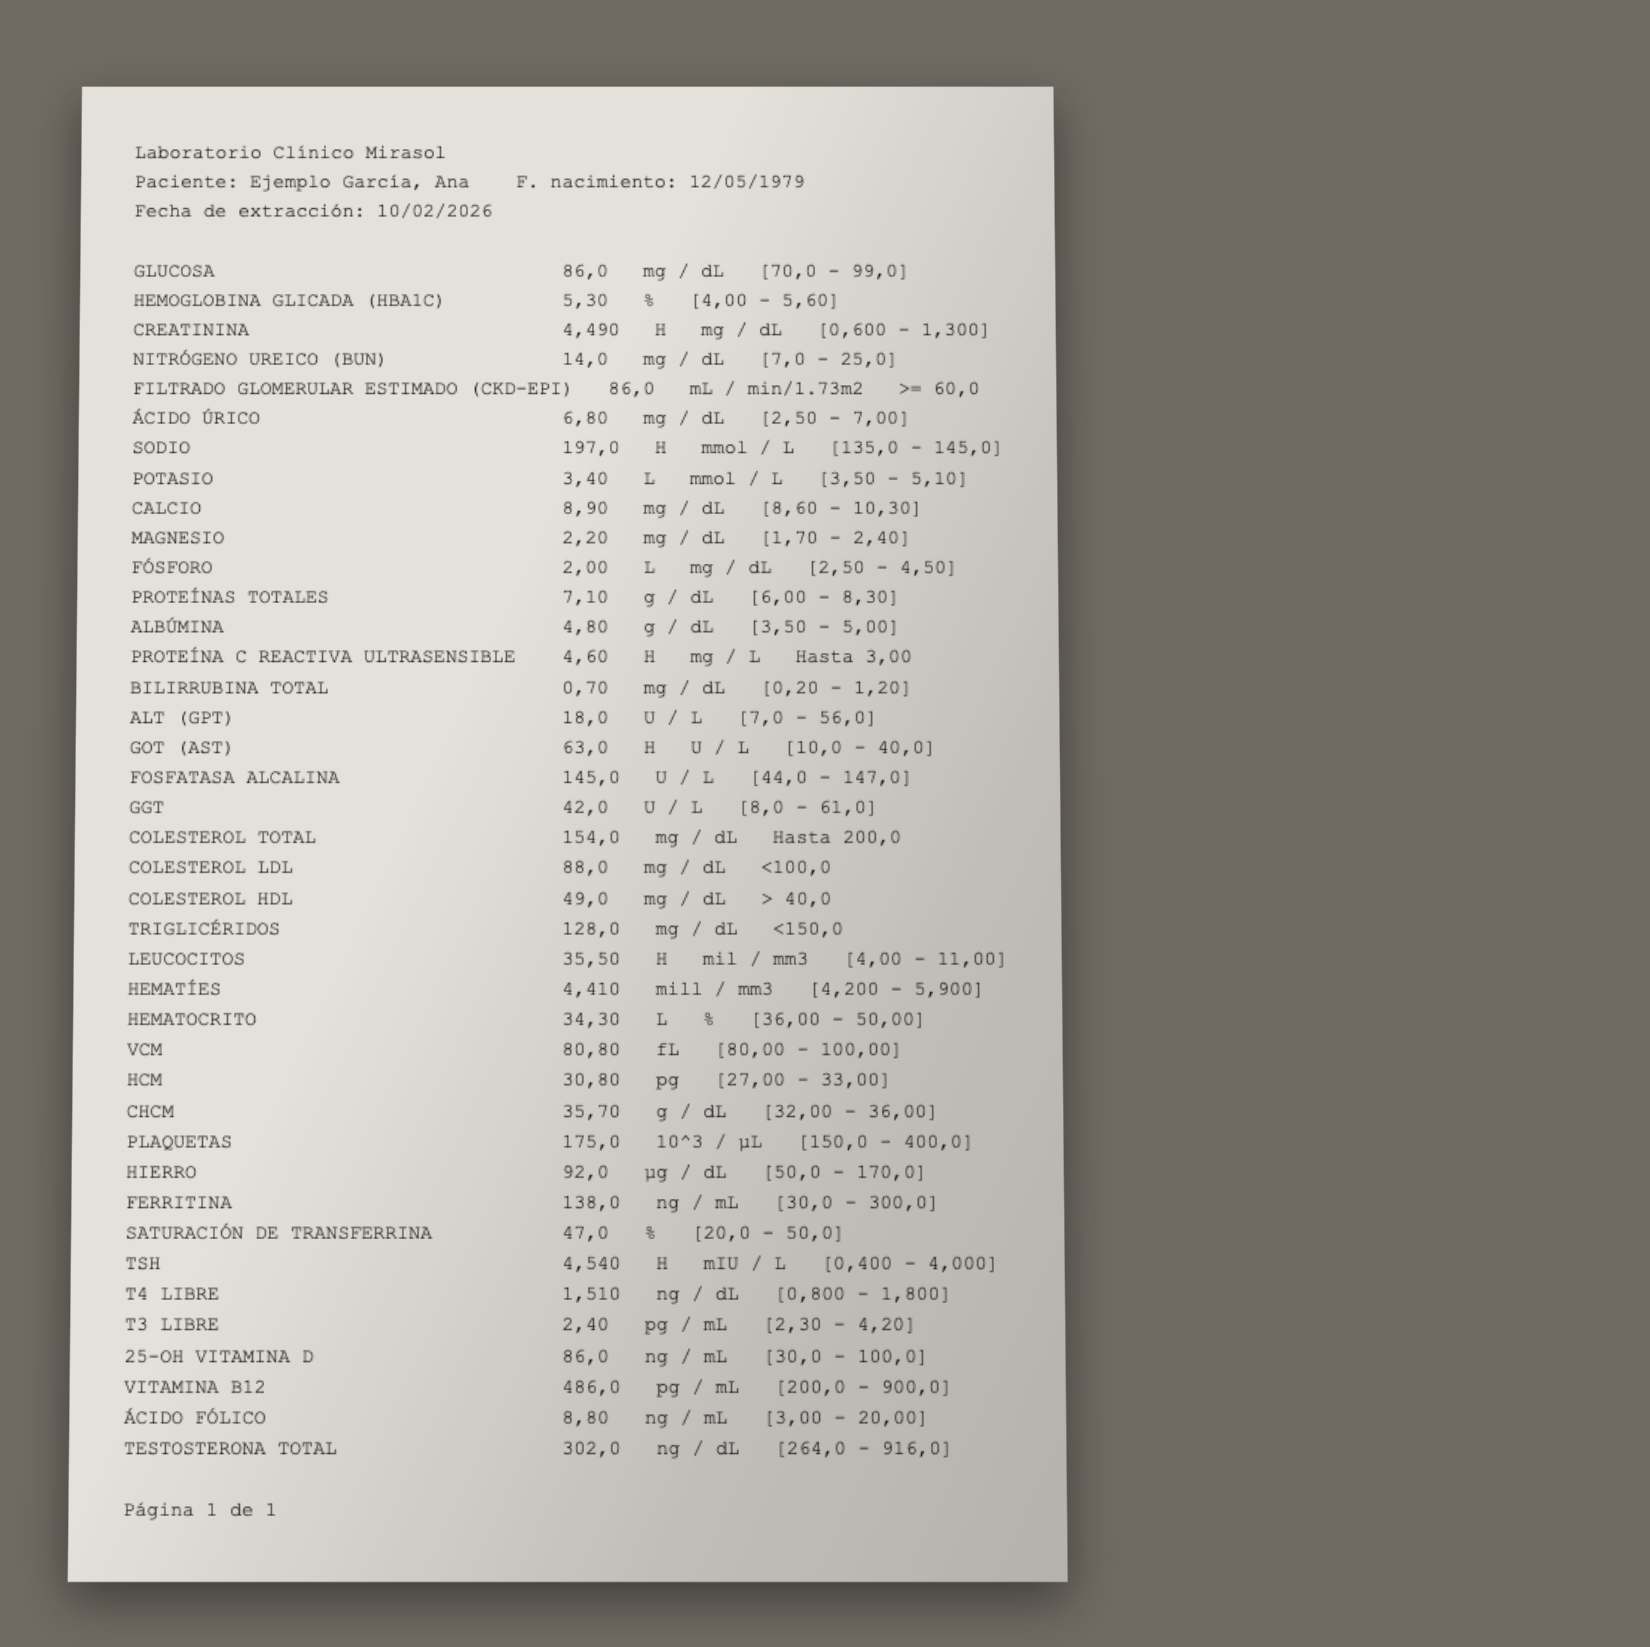 Laboratorio Clínico Mirasol
Paciente: Ejemplo García, Ana    F. nacimiento: 12/05/1979
Fecha de extracción: 10/02/2026
GLUCOSA    86,0   mg / dL   [70,0 - 99,0]
HEMOGLOBINA GLICADA (HBA1C)    5,30   %   [4,00 - 5,60]
CREATININA    4,490   H   mg / dL   [0,600 - 1,300]
NITRÓGENO UREICO (BUN)    14,0   mg / dL   [7,0 - 25,0]
FILTRADO GLOMERULAR ESTIMADO (CKD-EPI)   86,0   mL / min/1.73m2   >= 60,0
ÁCIDO ÚRICO    6,80   mg / dL   [2,50 - 7,00]
SODIO    197,0   H   mmol / L   [135,0 - 145,0]
POTASIO    3,40   L   mmol / L   [3,50 - 5,10]
CALCIO    8,90   mg / dL   [8,60 - 10,30]
MAGNESIO    2,20   mg / dL   [1,70 - 2,40]
FÓSFORO    2,00   L   mg / dL   [2,50 - 4,50]
PROTEÍNAS TOTALES    7,10   g / dL   [6,00 - 8,30]
ALBÚMINA    4,80   g / dL   [3,50 - 5,00]
PROTEÍNA C REACTIVA ULTRASENSIBLE    4,60   H   mg / L   Hasta 3,00
BILIRRUBINA TOTAL    0,70   mg / dL   [0,20 - 1,20]
ALT (GPT)    18,0   U / L   [7,0 - 56,0]
GOT (AST)    63,0   H   U / L   [10,0 - 40,0]
FOSFATASA ALCALINA    145,0   U / L   [44,0 - 147,0]
GGT    42,0   U / L   [8,0 - 61,0]
COLESTEROL TOTAL    154,0   mg / dL   Hasta 200,0
COLESTEROL LDL    88,0   mg / dL   <100,0
COLESTEROL HDL    49,0   mg / dL   > 40,0
TRIGLICÉRIDOS    128,0   mg / dL   <150,0
LEUCOCITOS    35,50   H   mil / mm3   [4,00 - 11,00]
HEMATÍES    4,410   mill / mm3   [4,200 - 5,900]
HEMATOCRITO    34,30   L   %   [36,00 - 50,00]
VCM    80,80   fL   [80,00 - 100,00]
HCM    30,80   pg   [27,00 - 33,00]
CHCM    35,70   g / dL   [32,00 - 36,00]
PLAQUETAS    175,0   10^3 / µL   [150,0 - 400,0]
HIERRO    92,0   µg / dL   [50,0 - 170,0]
FERRITINA    138,0   ng / mL   [30,0 - 300,0]
SATURACIÓN DE TRANSFERRINA    47,0   %   [20,0 - 50,0]
TSH    4,540   H   mIU / L   [0,400 - 4,000]
T4 LIBRE    1,510   ng / dL   [0,800 - 1,800]
T3 LIBRE    2,40   pg / mL   [2,30 - 4,20]
25-OH VITAMINA D    86,0   ng / mL   [30,0 - 100,0]
VITAMINA B12    486,0   pg / mL   [200,0 - 900,0]
ÁCIDO FÓLICO    8,80   ng / mL   [3,00 - 20,00]
TESTOSTERONA TOTAL    302,0   ng / dL   [264,0 - 916,0]
Página 1 de 1